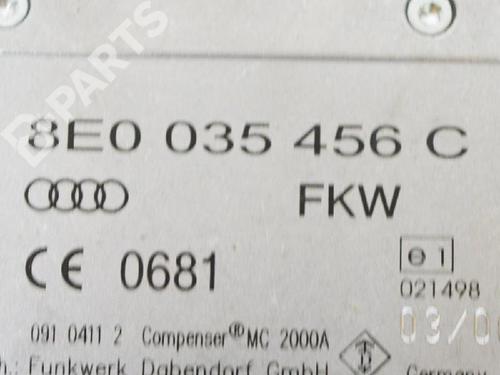 B-PARTS
8E0 035 456 C
FKW
CE 0681
e1
021498
03/0
091 0411 2 Compenser® MC 2000A
h.: Funkwerk Dabendorf GmbH Germany